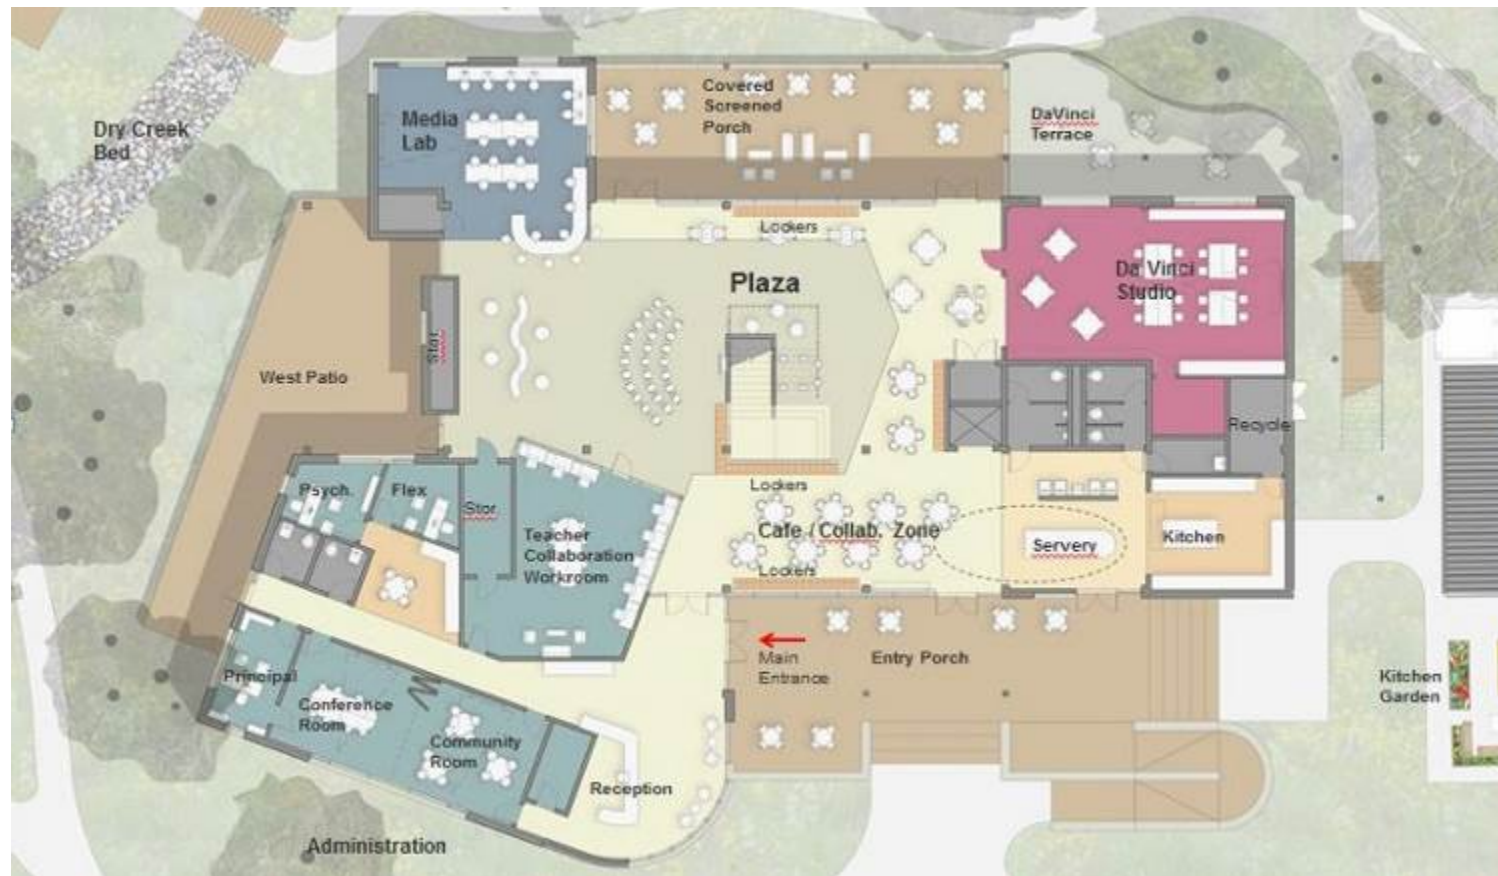 Dry Creek
Bed
Media
Lab
Covered
Screened
Porch
DaVinci
Terrace
Lockers
Plaza
Da Vinci
Studio
Stor.
West Patio
Recycle
Psych.
Flex
Stor.
Lockers
Cafe / Collab. Zone
Teacher
Collaboration
Workroom
Servery
Kitchen
Lockers
Main
Entrance
Entry Porch
Principal
Conference
Room
Community
Room
Kitchen
Garden
Reception
Administration